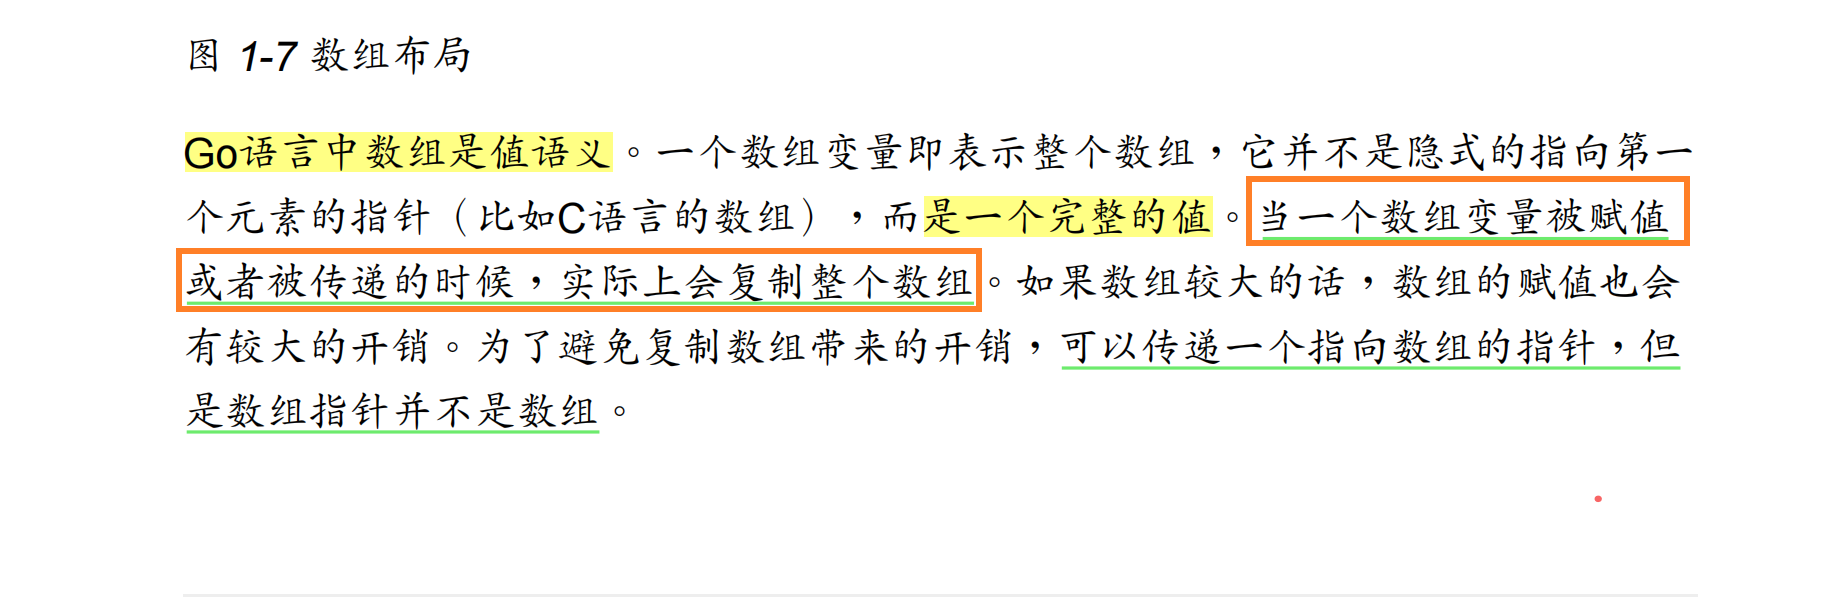 图 1-7 数组布局
Go语言中数组是值语义。一个数组变量即表示整个数组，它并不是隐式的指向第一
个元素的指针（比如C语言的数组），而是一个完整的值。当一个数组变量被赋值
或者被传递的时候，实际上会复制整个数组。如果数组较大的话，数组的赋值也会
有较大的开销。为了避免复制数组带来的开销，可以传递一个指向数组的指针，但
是数组指针并不是数组。